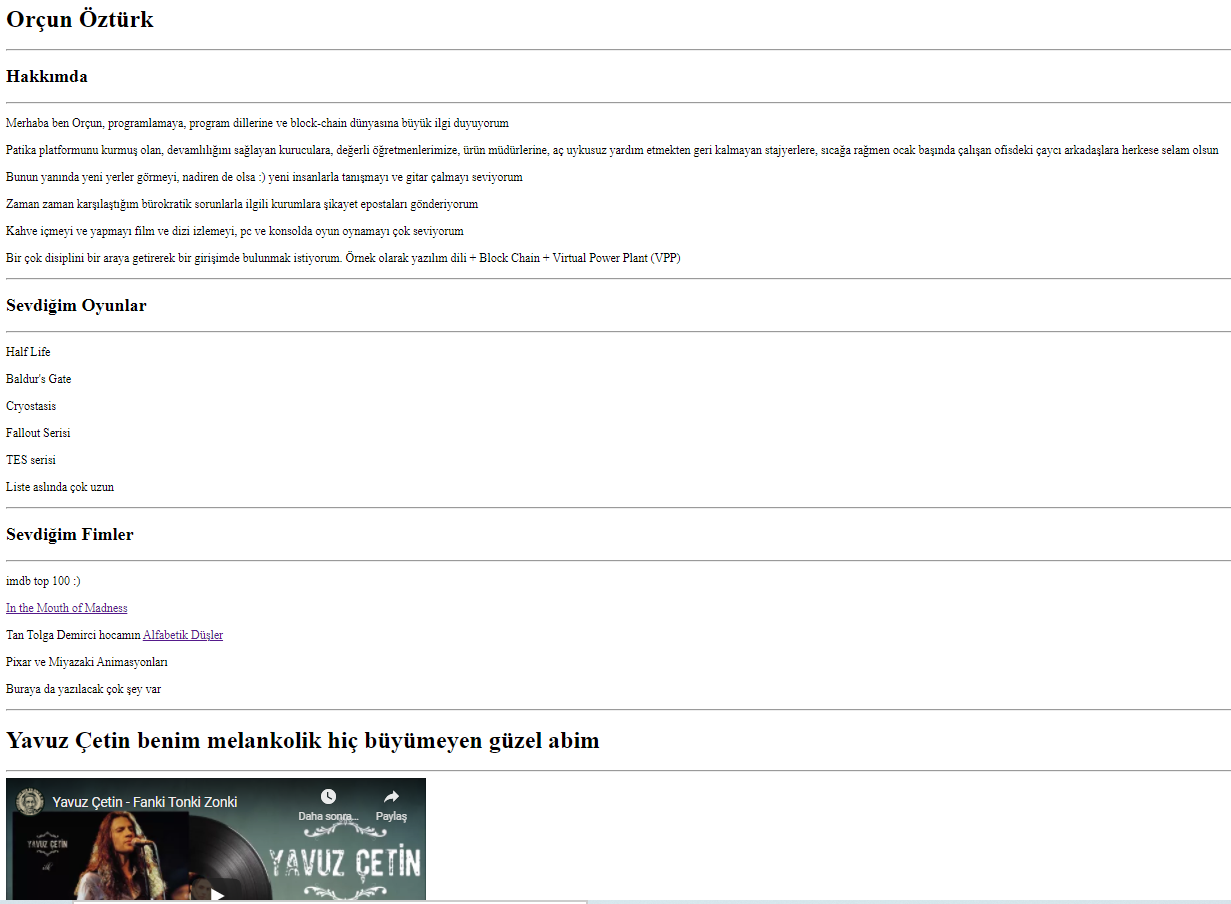 Orçun Öztürk
Hakkımda
Merhaba ben Orçun, programlamaya, program dillerine ve block-chain dünyasına büyük ilgi duyuyorum
Patika platformunu kurmuş olan, devamlılığını sağlayan kuruculara, değerli öğretmenlerimize, ürün müdürlerine, aç uykusuz yardım etmekten geri kalmayan stajyerlere, sıcağa rağmen ocak başında çalışan ofisdeki çaycı arkadaşlara herkese selam olsun
Bunun yanında yeni yerler görmeyi, nadiren de olsa :) yeni insanlarla tanışmayı ve gitar çalmayı seviyorum
Zaman zaman karşılaştığım bürokratik sorunlarla ilgili kurumlara şikayet epostaları gönderiyorum
Kahve içmeyi ve yapmayı film ve dizi izlemeyi, pc ve konsolda oyun oynamayı çok seviyorum
Bir çok disiplini bir araya getirerek bir girişimde bulunmak istiyorum. Örnek olarak yazılım dili + Block Chain + Virtual Power Plant (VPP)
Sevdiğim Oyunlar
Half Life
Baldur's Gate
Cryostasis
Fallout Serisi
TES serisi
Liste aslında çok uzun
Sevdiğim Fimler
imdb top 100 :)
In the Mouth of Madness
Tan Tolga Demirci hocamın Alfabetik Düşler
Pixar ve Miyazaki Animasyonları
Buraya da yazılacak çok şey var
Yavuz Çetin benim melankolik hiç büyümeyen güzel abim
Yavuz Çetin - Fanki Tonki Zonki
Daha sonra... Paylaş
YAVUZ ÇETİN
YAVUZ ÇETİN